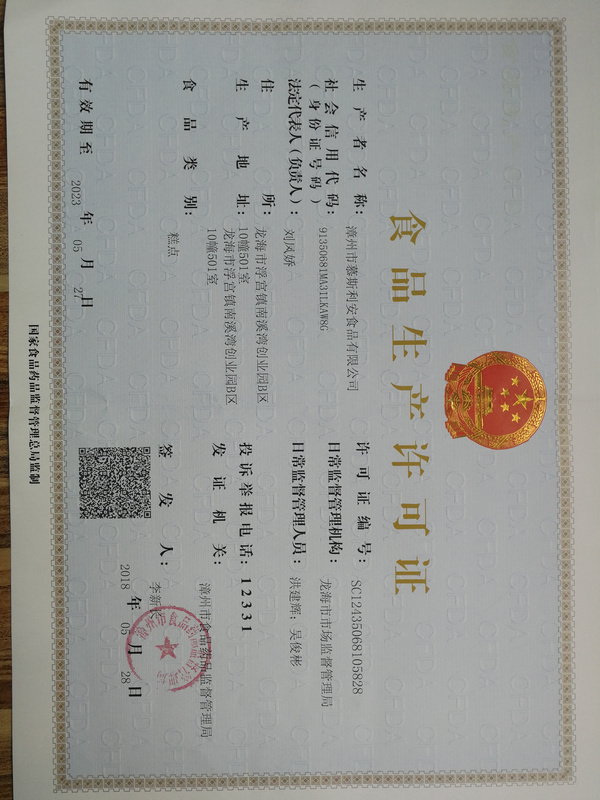 食品生产许可证
生产者名称：漳州市慕斯利安食品有限公司
社会信用代码：91350681MA31LKAW8G
（身份证号码）
法定代表人（负责人）：刘凤娇
住所：龙海市浮宫镇南溪湾创业园B区
10幢501室
生产地址：龙海市浮宫镇南溪湾创业园B区
10幢501室
食品类别：糕点
有效期至 2023 年 05 月 27 日
许可证编号：SC12435068105828
日常监督管理机构：龙海市市场监督管理局
日常监督管理人员：洪建辉；吴俊彬
投诉举报电话：12331
发证机关：漳州市食品药品监督管理局
签发人：李新
2018 年 05 月 28 日
国家食品药品监督管理总局监制